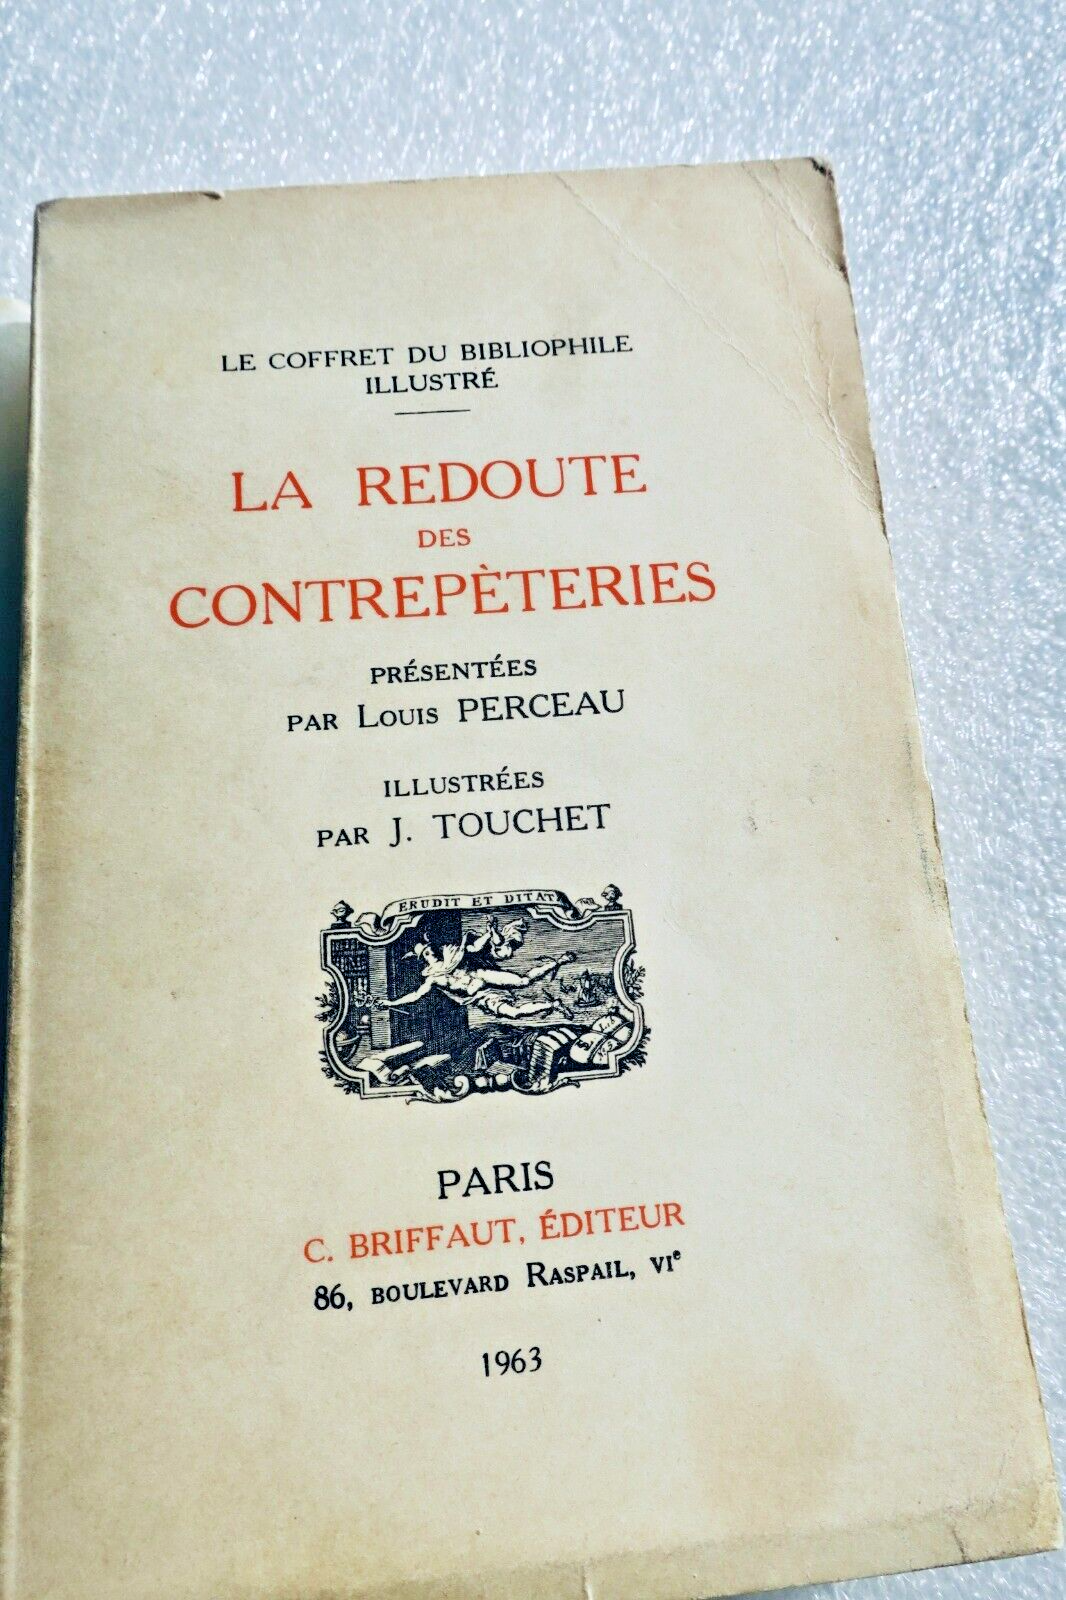 LE COFFRET DU BIBLIOPHILE
ILLUSTRÉ
LA REDOUTE
DES
CONTREPÈTERIES
PRÉSENTÉES
PAR LOUIS PERCEAU
ILLUSTRÉES
PAR J. TOUCHET
ERUDIT ET DITAT
PARIS
C. BRIFFAUT, ÉDITEUR
86, BOULEVARD RASPAIL, VIe
1963